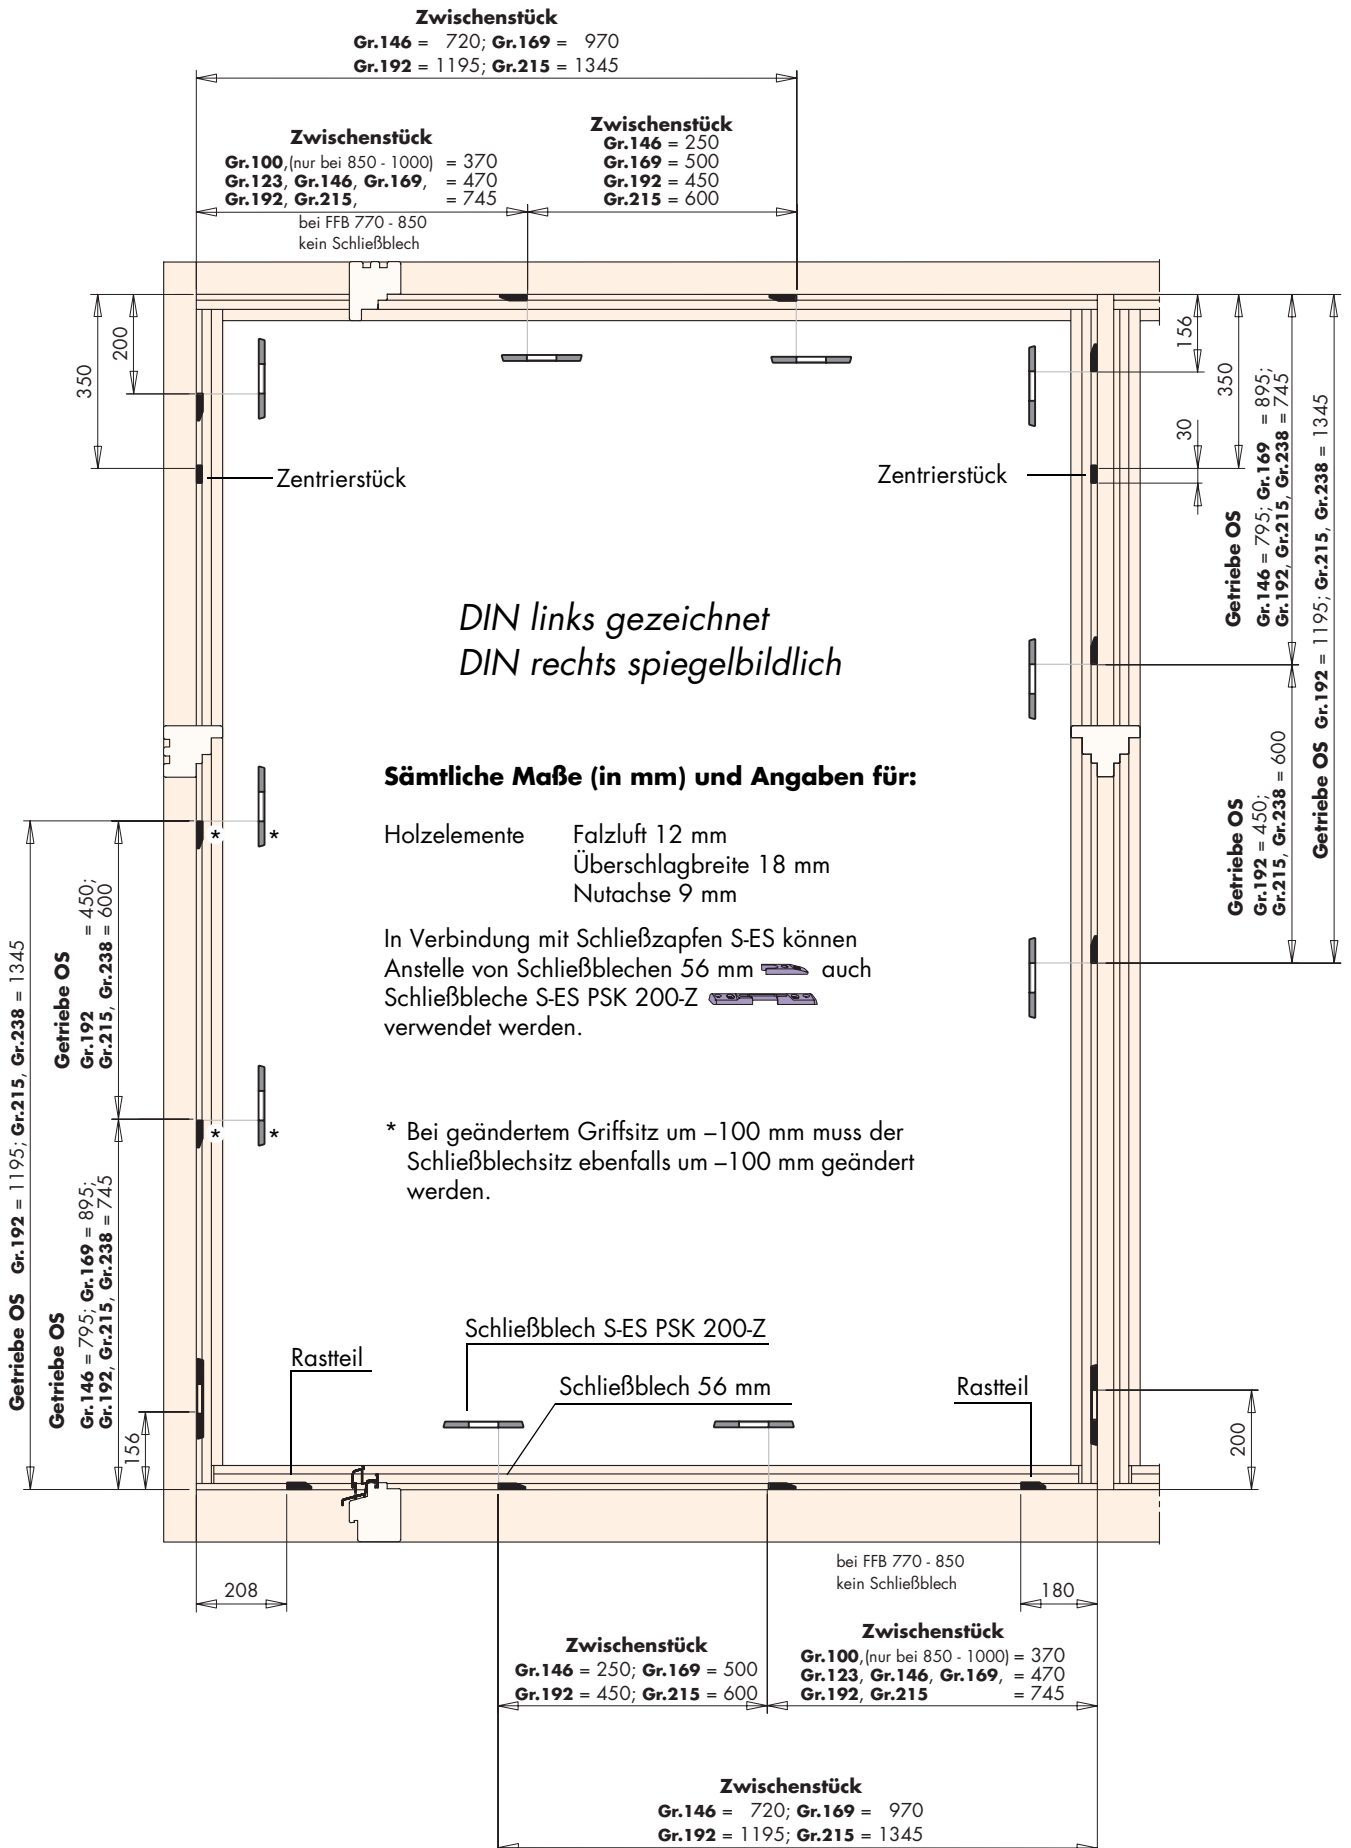 Zwischenstück
Gr.146 = 720; Gr.169 = 970
Gr.192 = 1195; Gr.215 = 1345
Zwischenstück
Gr.100,(nur bei 850 - 1000) = 370
Gr.123, Gr.146, Gr.169, = 470
Gr.192, Gr.215, = 745
bei FFB 770 - 850
kein Schließblech
Zwischenstück
Gr.146 = 250
Gr.169 = 500
Gr.192 = 450
Gr.215 = 600
350
200
156
350
30
Getriebe OS
Gr.146 = 795; Gr.169 = 895;
Gr.192, Gr.215, Gr.238 = 745
Getriebe OS Gr.192 = 1195; Gr.215, Gr.238 = 1345
Zentrierstück
Zentrierstück
DIN links gezeichnet
DIN rechts spiegelbildlich
Sämtliche Maße (in mm) und Angaben für:
Holzelemente Falzluft 12 mm
Überschlagbreite 18 mm
Nutachse 9 mm
In Verbindung mit Schließzapfen S-ES können
Anstelle von Schließblechen 56 mm auch
Schließbleche S-ES PSK 200-Z
verwendet werden.
* *
* *
* Bei geändertem Griffsitz um –100 mm muss der
Schließblechsitz ebenfalls um –100 mm geändert
werden.
Getriebe OS
Gr.192 = 450;
Gr.215, Gr.238 = 600
Getriebe OS
Gr.192 = 450;
Gr.215, Gr.238 = 600
Getriebe OS Gr.192 = 1195; Gr.215, Gr.238 = 1345
Getriebe OS
Gr.146 = 795; Gr.169 = 895;
Gr.192, Gr.215, Gr.238 = 745
156
Schließblech S-ES PSK 200-Z
Rastteil
Schließblech 56 mm
Rastteil
200
208
bei FFB 770 - 850
kein Schließblech
180
Zwischenstück
Gr.146 = 250; Gr.169 = 500
Gr.192 = 450; Gr.215 = 600
Zwischenstück
Gr.100,(nur bei 850 - 1000) = 370
Gr.123, Gr.146, Gr.169, = 470
Gr.192, Gr.215 = 745
Zwischenstück
Gr.146 = 720; Gr.169 = 970
Gr.192 = 1195; Gr.215 = 1345